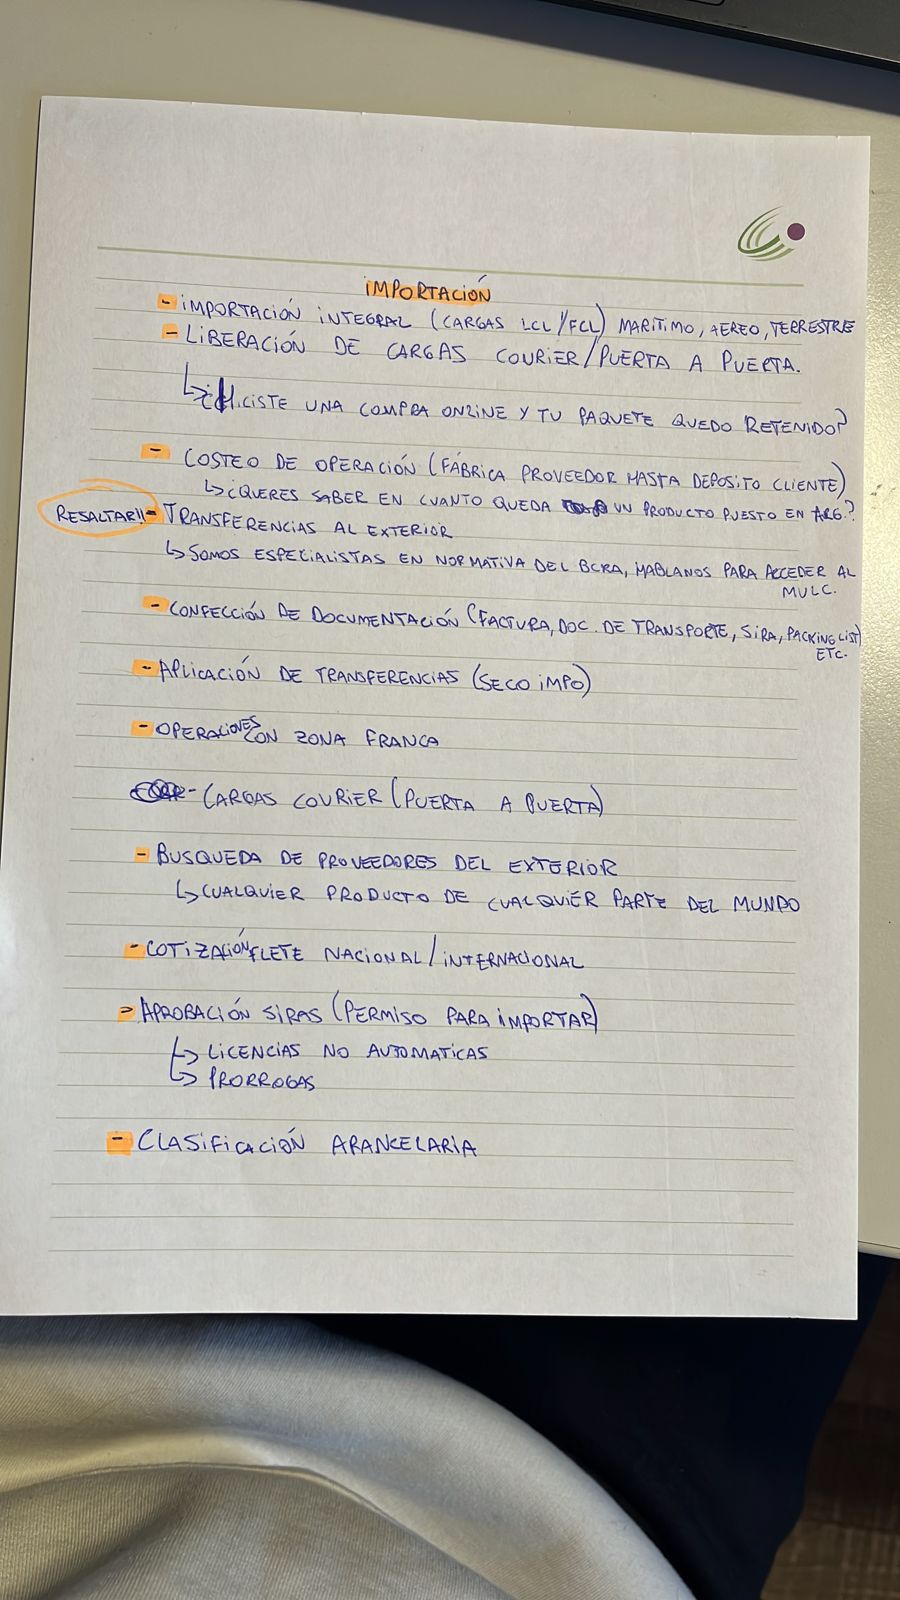 IMPORTACIÓN
- IMPORTACIÓN INTEGRAL (CARGAS LCL/FCL) MARITIMO, AEREO, TERRESTRE
- LIBERACIÓN DE CARGAS COURIER/PUERTA A PUERTA.
↳ ¿HICISTE UNA COMPRA ONLINE Y TU PAQUETE QUEDO RETENIDO?
- COSTEO DE OPERACIÓN (FÁBRICA PROVEEDOR HASTA DEPOSITO CLIENTE)
↳ ¿QUERES SABER EN CUANTO QUEDA UN PRODUCTO PUESTO EN ARG.?
RESALTAR!! - TRANSFERENCIAS AL EXTERIOR
↳ SOMOS ESPECIALISTAS EN NORMATIVA DEL BCRA, HABLANOS PARA ACCEDER AL
MULC.
- CONFECCIÓN DE DOCUMENTACIÓN (FACTURA, DOC. DE TRANSPORTE, SIRA, PACKING LIST)
ETC.
- APLICACIÓN DE TRANSFERENCIAS (SECOIMPO)
- OPERACIONES CON ZONA FRANCA
- CARGAS COURIER (PUERTA A PUERTA)
- BUSQUEDA DE PROVEEDORES DEL EXTERIOR
↳ CUALQUIER PRODUCTO DE CUALQUIER PARTE DEL MUNDO
- COTIZACIÓN FLETE NACIONAL/INTERNACIONAL
- APROBACIÓN SIRAS (PERMISO PARA IMPORTAR)
↳ LICENCIAS NO AUTOMATICAS
↳ PRORROGAS
- CLASIFICACIÓN ARANCELARIA